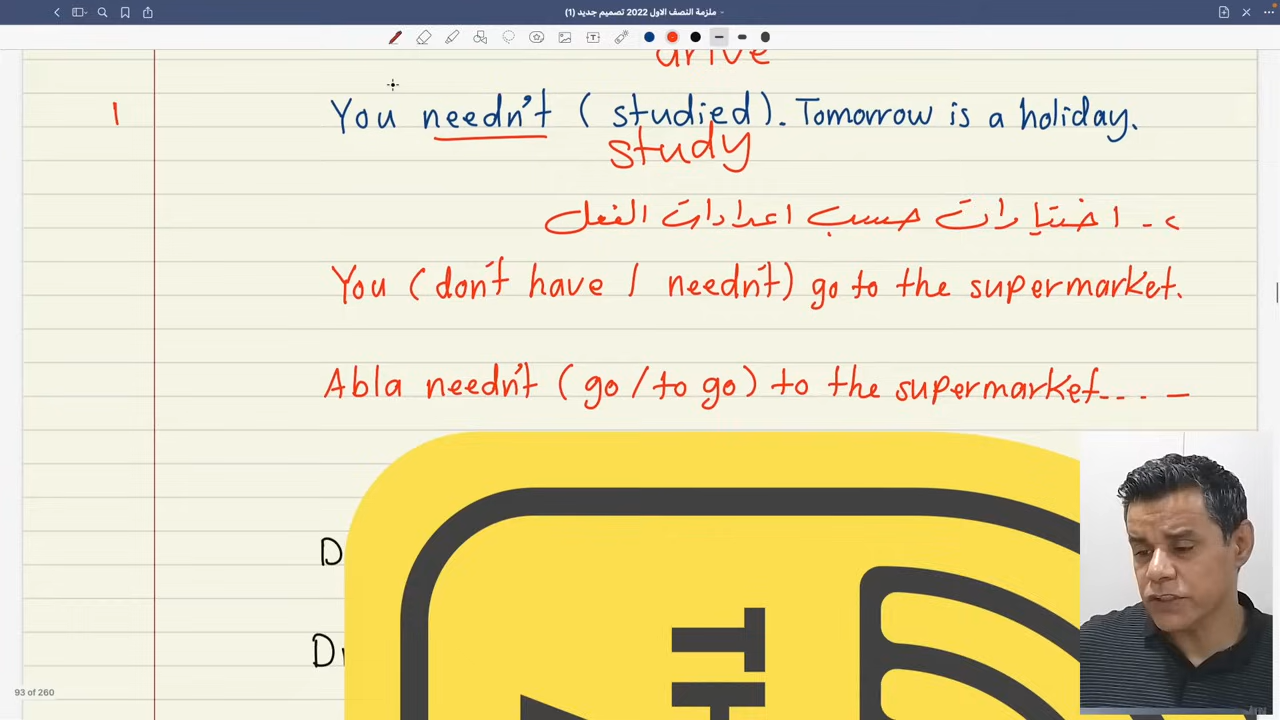 ملزمة النصف الاول 2022 تصميم جديد (1)
drive
1 You needn't ( studied ). Tomorrow is a holiday.
study
٢ - اختيارات حسب اعدادات الفعل
You (don't have / needn't) go to the supermarket.
Abla needn't (go / to go) to the supermarket.... -
D
D
93 of 260